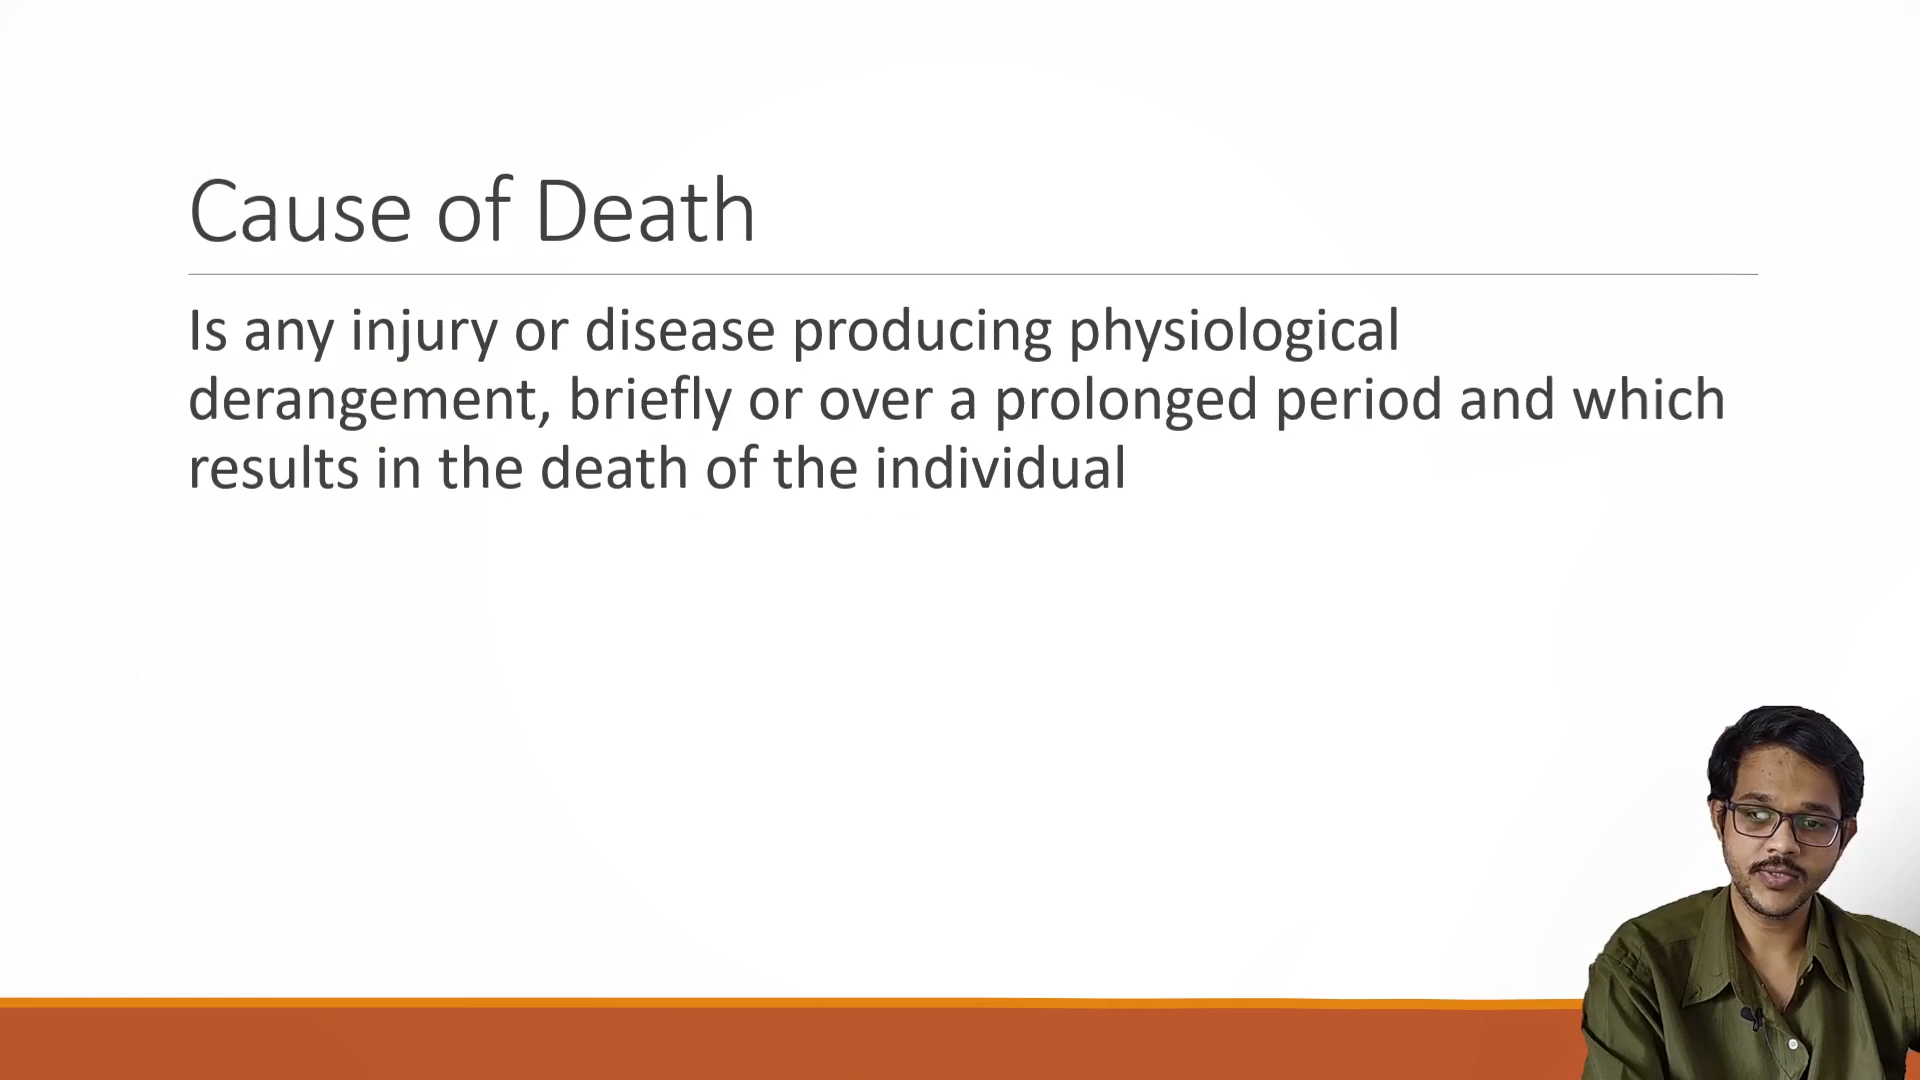 Cause of Death
Is any injury or disease producing physiological
derangement, briefly or over a prolonged period and which
results in the death of the individual